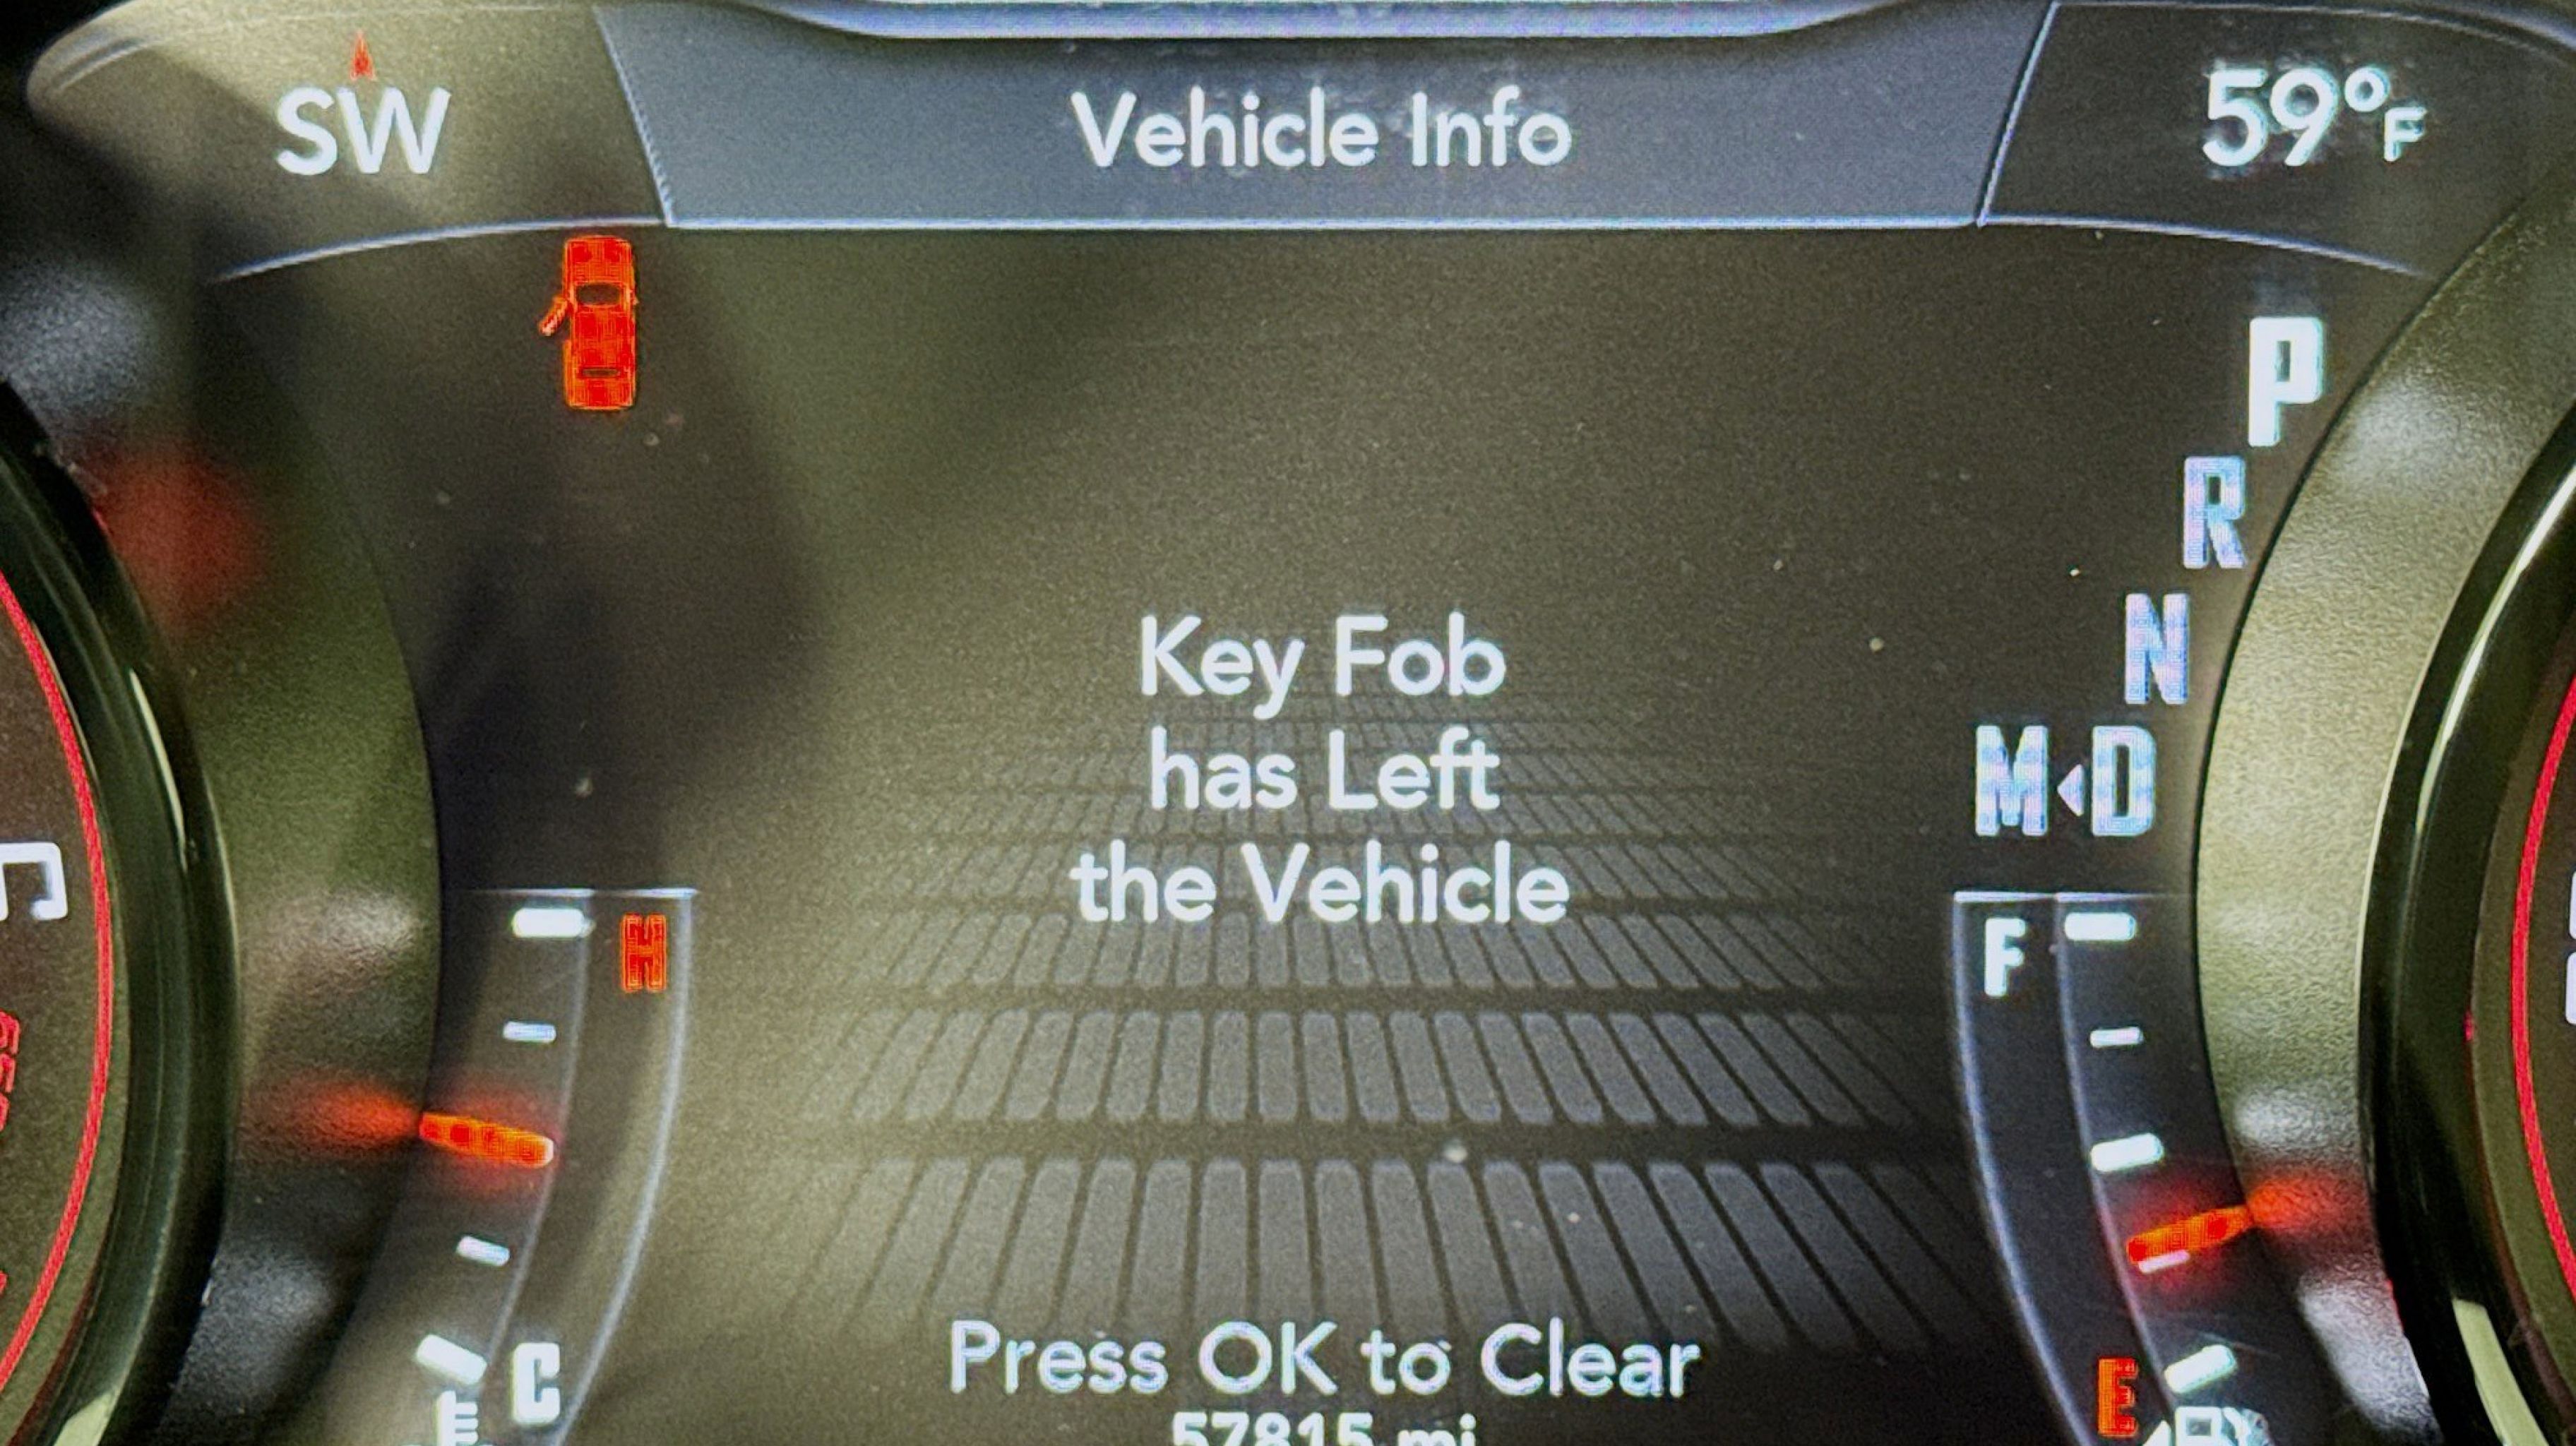 SW
Vehicle Info
59°F
P
R
N
M◂D
Key Fob
has Left
the Vehicle
H
F
C
E
Press OK to Clear
57815 mi